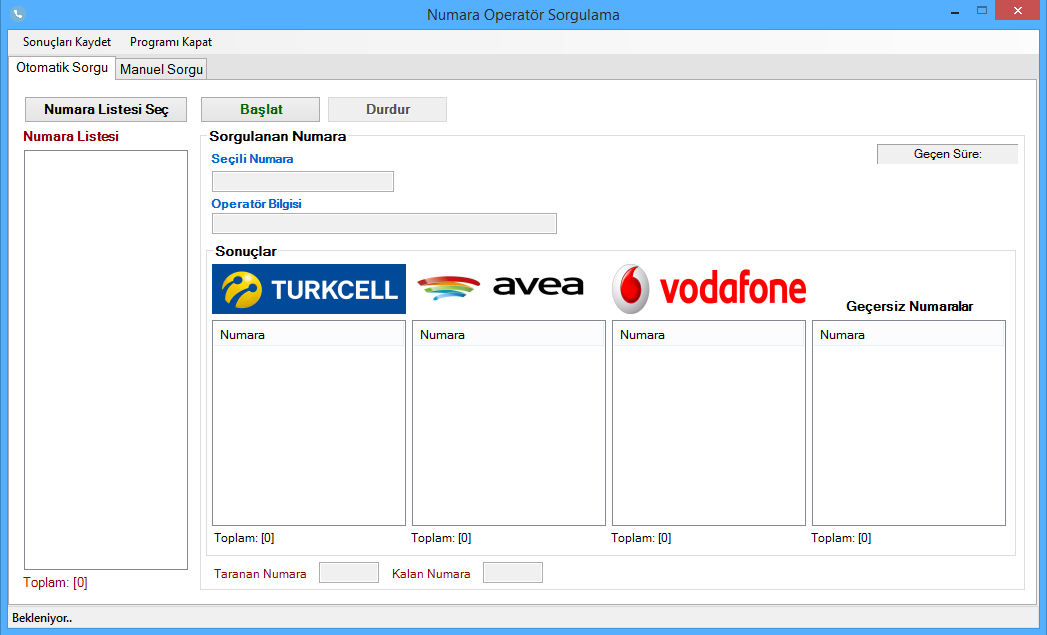 Numara Operatör Sorgulama
Sonuçları Kaydet Programı Kapat
Otomatik Sorgu Manuel Sorgu
Numara Listesi Seç Başlat Durdur
Numara Listesi
Sorgulanan Numara
Geçen Süre:
Seçili Numara
Operatör Bilgisi
Sonuçlar
TURKCELL avea vodafone
Geçersiz Numaralar
Numara Numara Numara Numara
Toplam: [0] Toplam: [0] Toplam: [0] Toplam: [0]
Taranan Numara Kalan Numara
Toplam: [0]
Bekleniyor..